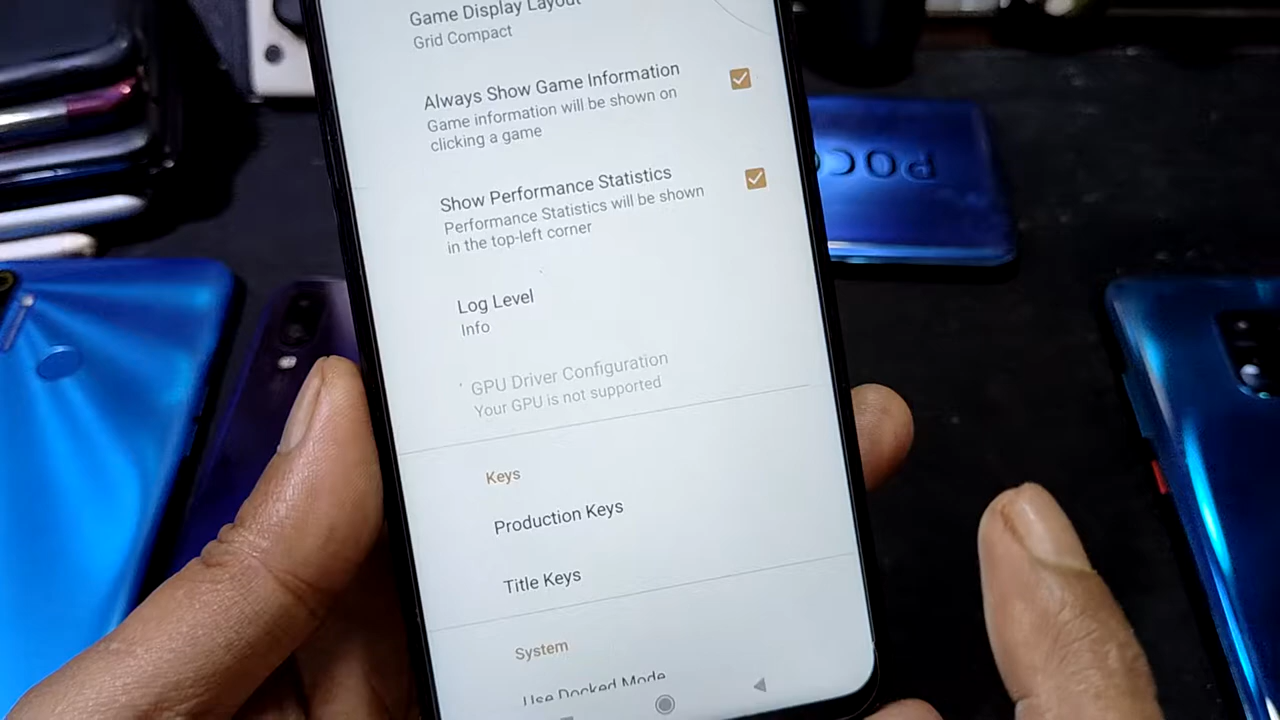 Game Display Layout
Grid Compact
Always Show Game Information
Game information will be shown on
clicking a game
Show Performance Statistics
Performance Statistics will be shown
in the top-left corner
Log Level
Info
GPU Driver Configuration
Your GPU is not supported
Keys
Production Keys
Title Keys
System
Use Docked Mode
POCO